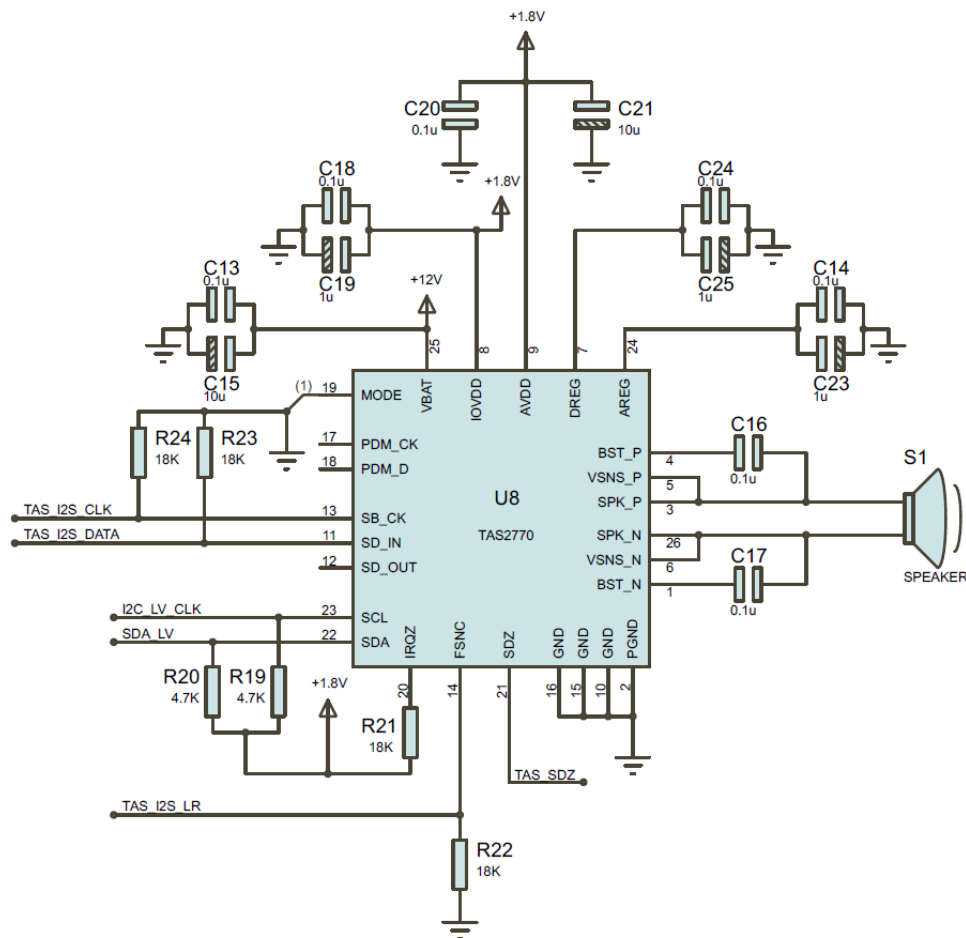 +1.8V
C20
0.1u
C21
10u
C18
0.1u
+1.8V
C19
1u
C24
0.1u
C25
1u
C13
0.1u
+12V
C15
10u
C14
0.1u
C23
1u
25
8
9
7
24
(1)
19
MODE
VBAT
IOVDD
AVDD
DREG
AREG
R24
18K
R23
18K
17
PDM_CK
18
PDM_D
BST_P
4
C16
0.1u
VSNS_P
5
SPK_P
3
S1
U8
TAS2770
TAS_I2S_CLK
13
SB_CK
TAS_I2S_DATA
11
SD_IN
12
SD_OUT
SPK_N
26
VSNS_N
6
BST_N
1
C17
0.1u
SPEAKER
I2C_LV_CLK
23
SCL
SDA_LV
22
SDA
IRQZ
FSNC
SDZ
GND
GND
GND
PGND
20
14
21
16
15
10
2
R20
4.7K
R19
4.7K
+1.8V
R21
18K
TAS_SDZ
TAS_I2S_LR
R22
18K